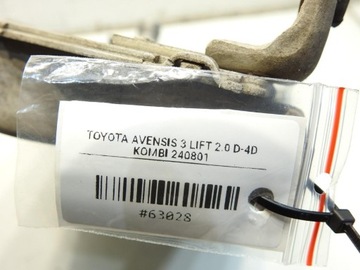 TOYOTA AVENSIS 3 LIFT 2.0 D-4D
KOMBI 240801
#63028